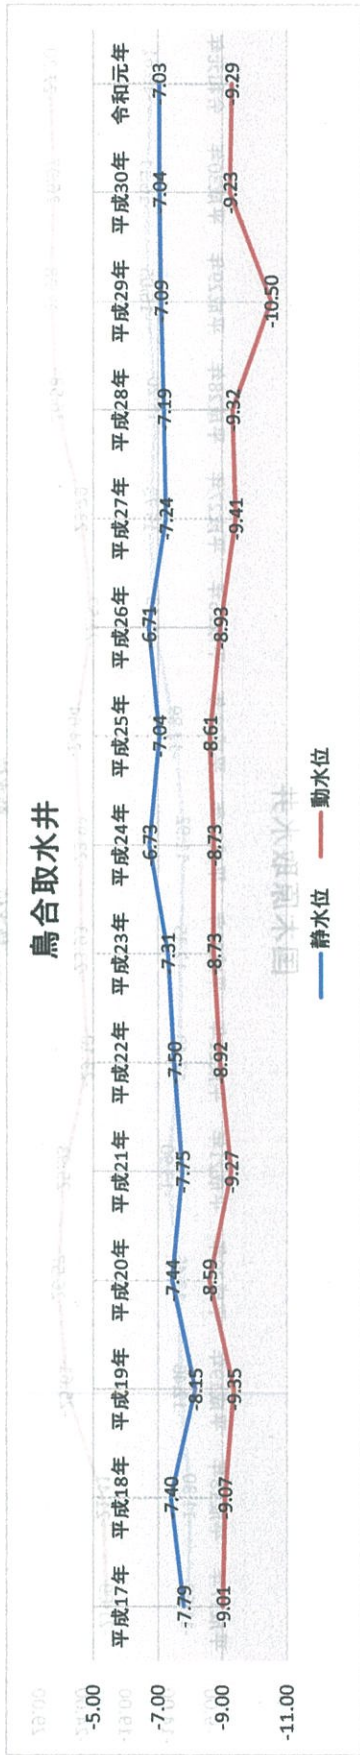 鳥合取水井
平成17年 平成18年 平成19年 平成20年 平成21年 平成22年 平成23年 平成24年 平成25年 平成26年 平成27年 平成28年 平成29年 平成30年 令和元年
-5.00
-7.00
-9.00
-11.00
-7.79 -7.40 -8.15 -7.44 -7.75 -7.50 -7.31 -6.73 -7.04 -6.71 -7.24 -7.19 -7.09 -7.04 -7.03
-9.01 -9.07 -9.35 -8.59 -9.27 -8.92 -8.73 -8.73 -8.61 -8.93 -9.41 -9.32 -10.50 -9.23 -9.29
静水位 動水位